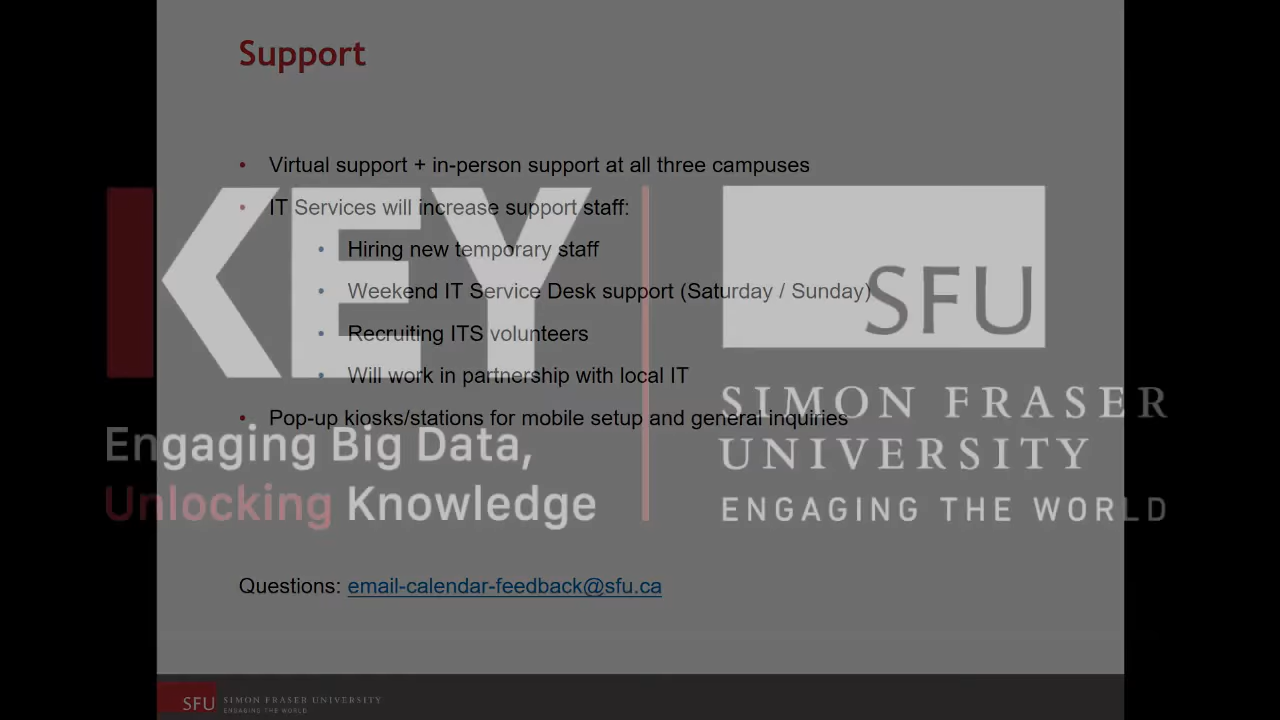 Support
• Virtual support + in-person support at all three campuses
• IT Services will increase support staff:
• Hiring new temporary staff
• Weekend IT Service Desk support (Saturday / Sunday)
• Recruiting ITS volunteers
• Will work in partnership with local IT
• Pop-up kiosks/stations for mobile setup and general inquiries
Questions: email-calendar-feedback@sfu.ca
KEY
Engaging Big Data,
Unlocking Knowledge
SFU
SIMON FRASER
UNIVERSITY
ENGAGING THE WORLD
SFU
SIMON FRASER UNIVERSITY
ENGAGING THE WORLD